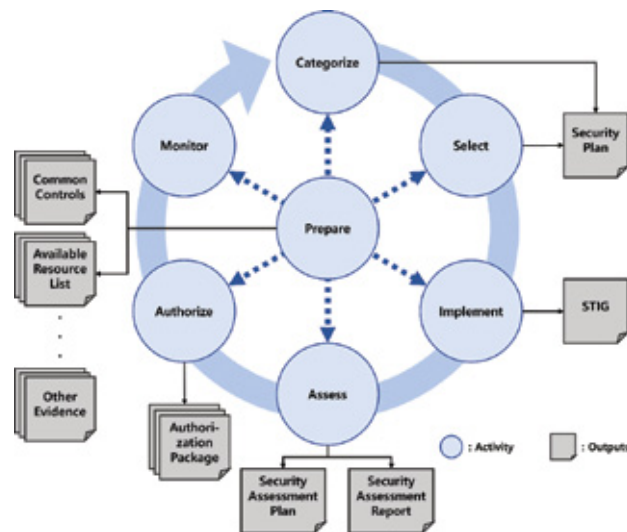 Categorize
Monitor
Select
Security
Plan
Common
Controls
Prepare
Available
Resource
List
Authorize
Implement
STIG
Other
Evidence
Assess
Authori-
zation
Package
: Activity
: Outputs
Security
Assessment
Plan
Security
Assessment
Report